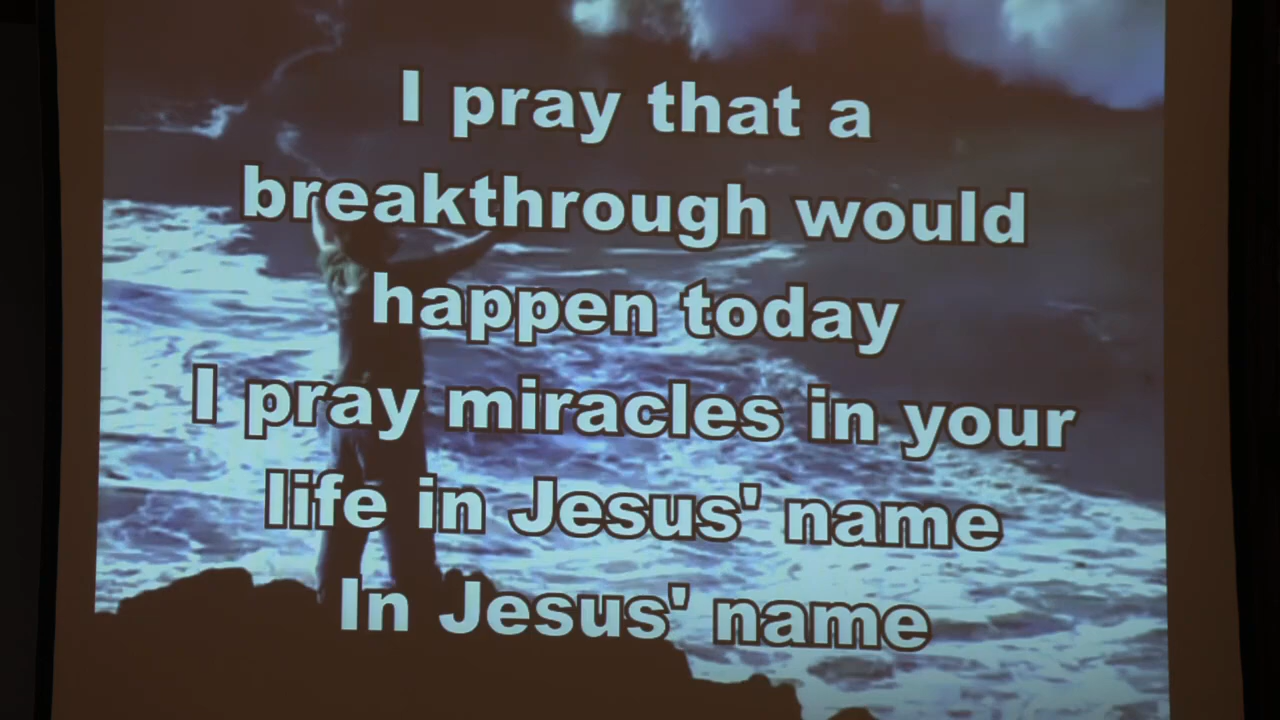 I pray that a
breakthrough would
happen today
I pray miracles in your
life in Jesus' name
In Jesus' name